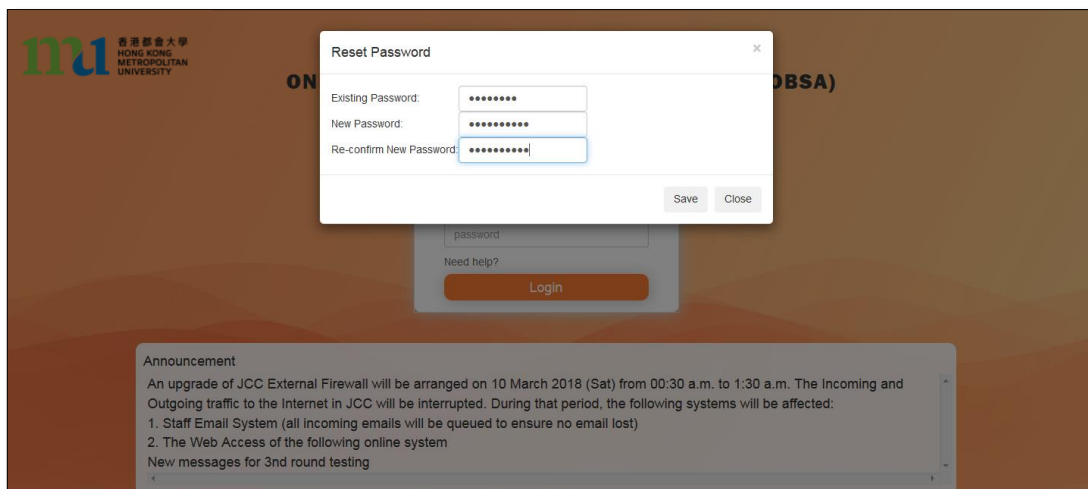 香港都會大學
HONG KONG
METROPOLITAN
UNIVERSITY
ON
OBSA)
Reset Password
×
Existing Password:
●●●●●●●●
New Password:
●●●●●●●●●●
Re-confirm New Password:
●●●●●●●●●●
Save Close
password
Need help?
Login
Announcement
An upgrade of JCC External Firewall will be arranged on 10 March 2018 (Sat) from 00:30 a.m. to 1:30 a.m. The Incoming and
Outgoing traffic to the Internet in JCC will be interrupted. During that period, the following systems will be affected:
1. Staff Email System (all incoming emails will be queued to ensure no email lost)
2. The Web Access of the following online system
New messages for 3nd round testing